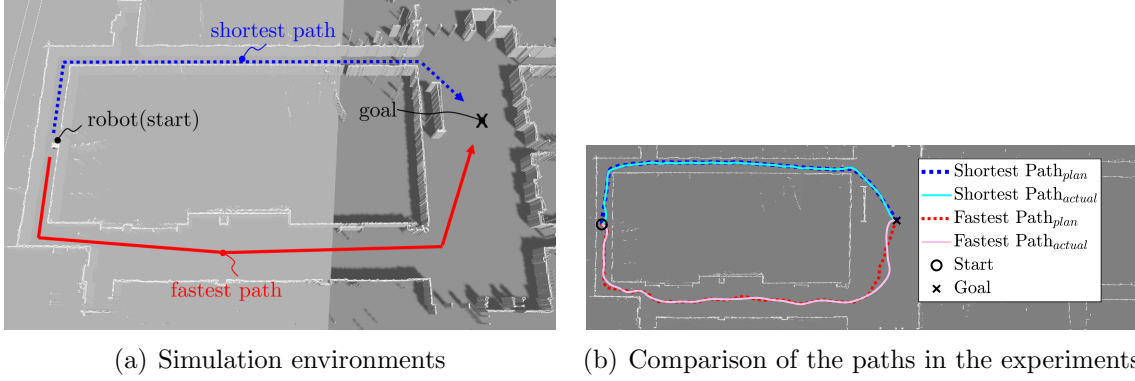 shortest path
goal
robot(start)
fastest path
Shortest Path_plan
Shortest Path_actual
Fastest Path_plan
Fastest Path_actual
Start
Goal
(a) Simulation environments
(b) Comparison of the paths in the experiments